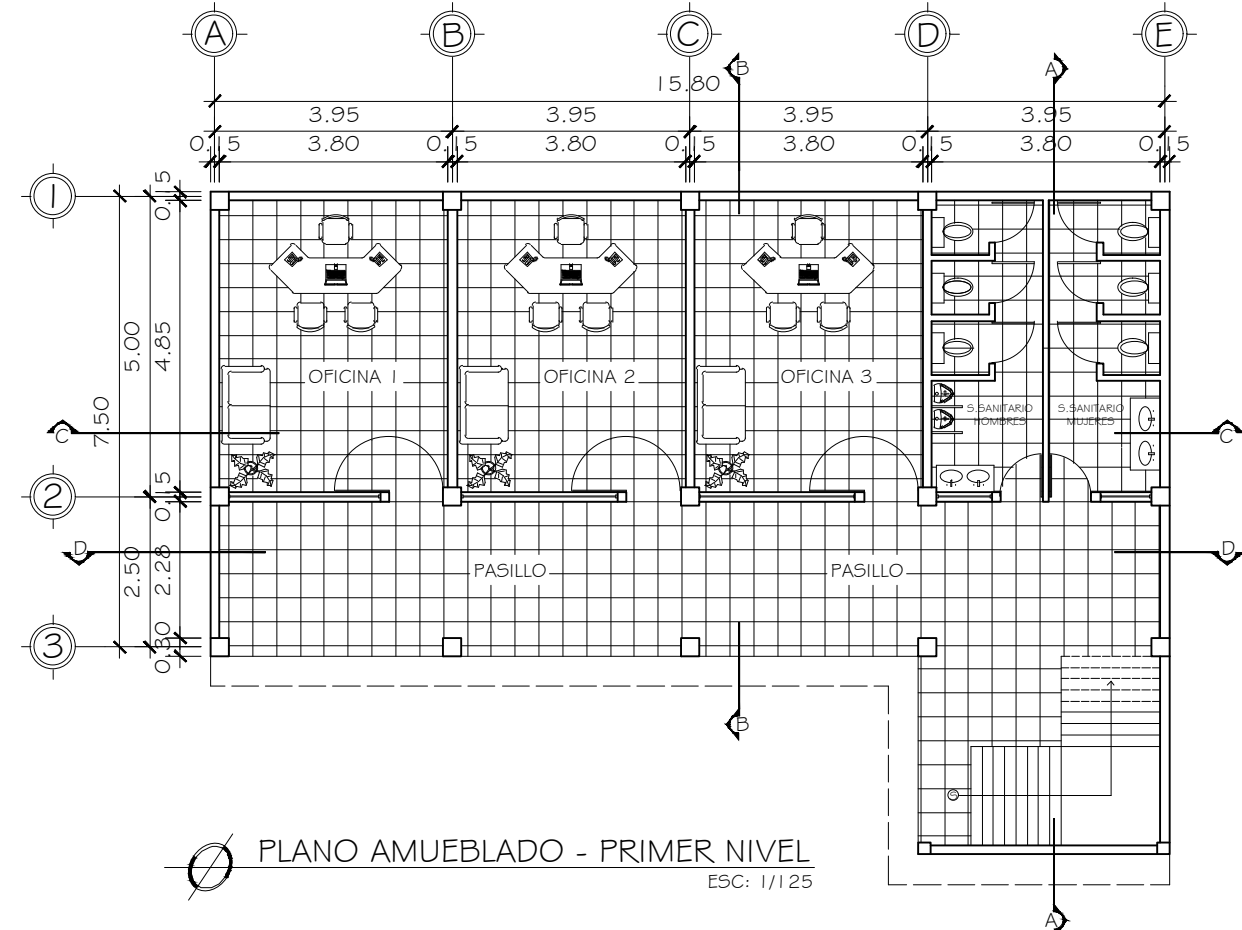 A B C D E
B A
15.80
3.95 3.95 3.95 3.95
0.15 3.80 0.15 3.80 0.15 3.80 0.15 3.80 0.15
1
0.15
5.00 4.85
7.50
OFICINA 1 OFICINA 2 OFICINA 3
S.SANITARIO
HOMBRES
S.SANITARIO
MUJERES
C C
2
0.15
D D
2.50 2.28
PASILLO PASILLO
3
0.30
B
S
PLANO AMUEBLADO - PRIMER NIVEL
ESC: 1/125
A